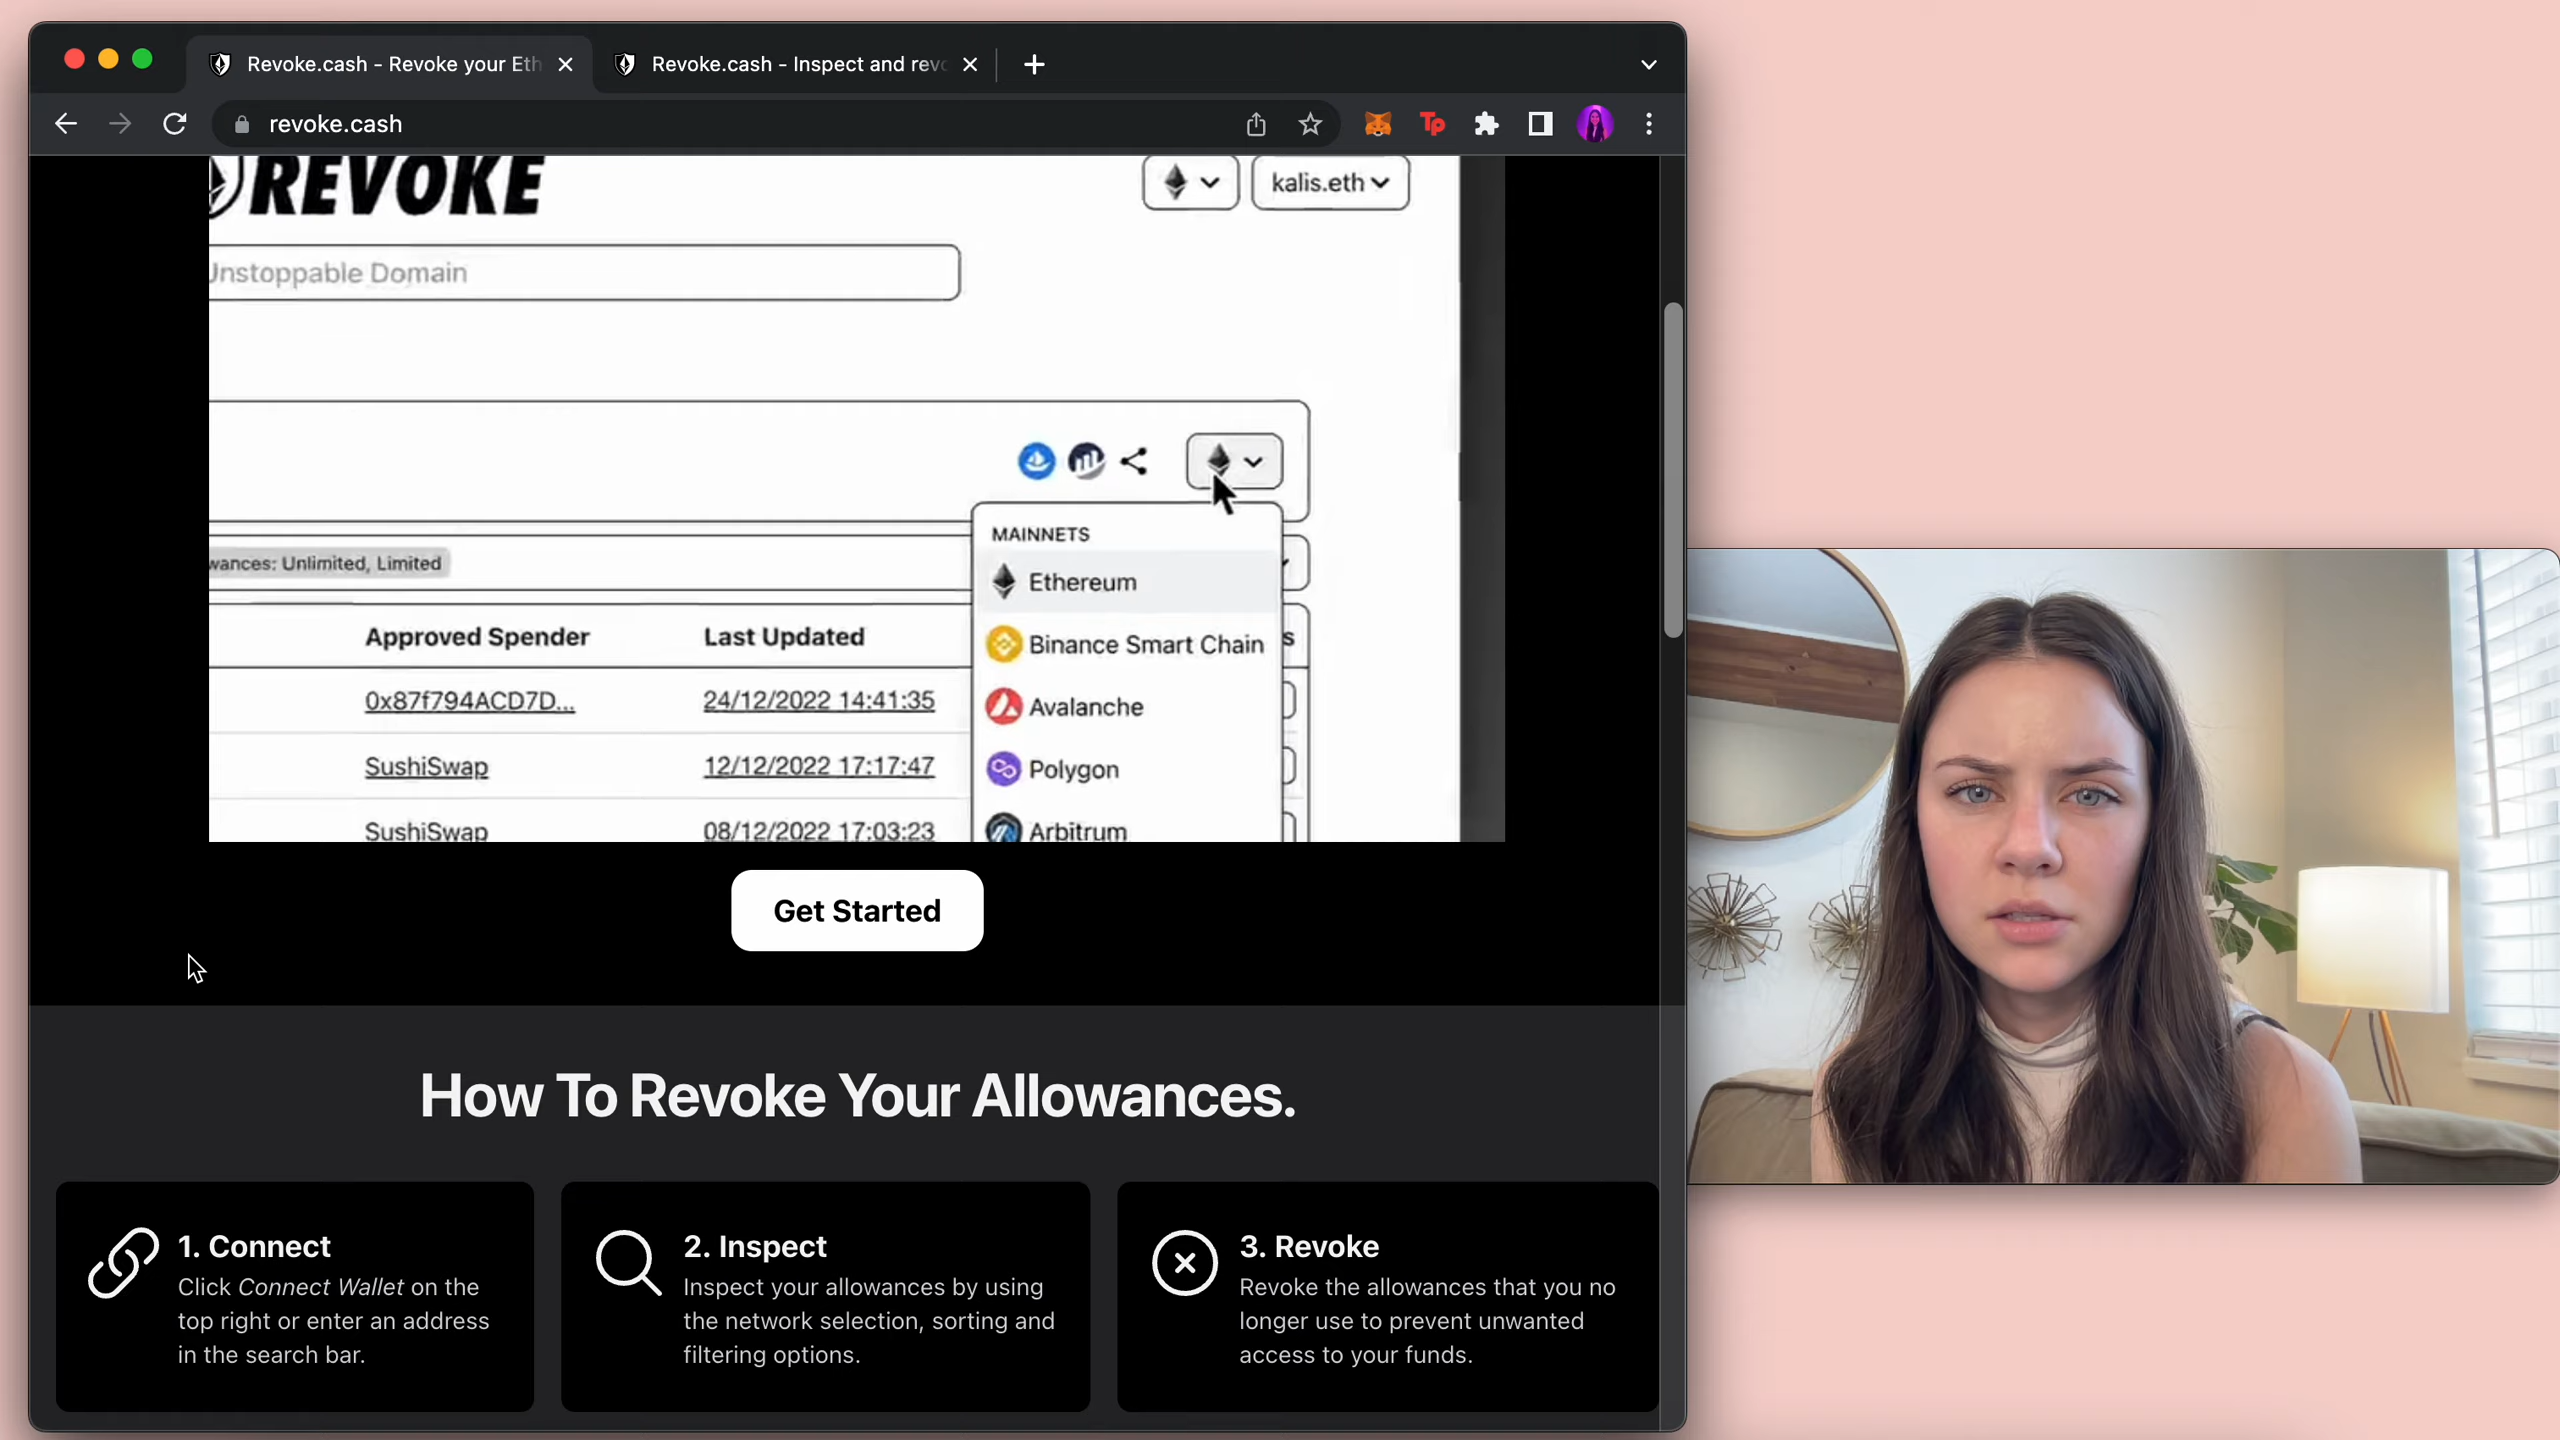 Revoke.cash - Revoke your Eth
Revoke.cash - Inspect and revo
revoke.cash
Tp
REVOKE
kalis.eth
Unstoppable Domain
MAINNETS
wances: Unlimited, Limited
Ethereum
Approved Spender
Last Updated
Binance Smart Chain
s
0x87f794ACD7D...
24/12/2022 14:41:35
Avalanche
SushiSwap
12/12/2022 17:17:47
Polygon
SushiSwap
08/12/2022 17:03:23
Arbitrum
Get Started
How To Revoke Your Allowances.
1. Connect
Click Connect Wallet on the
top right or enter an address
in the search bar.
2. Inspect
Inspect your allowances by using
the network selection, sorting and
filtering options.
3. Revoke
Revoke the allowances that you no
longer use to prevent unwanted
access to your funds.